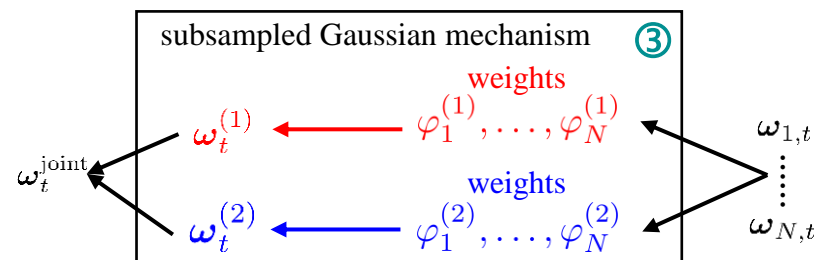 subsampled Gaussian mechanism ③
weights
ω_t^{(1)} φ_1^{(1)}, . . . , φ_N^{(1)} ω_{1,t}
ω_t^{joint}
weights
ω_t^{(2)} φ_1^{(2)}, . . . , φ_N^{(2)} ω_{N,t}